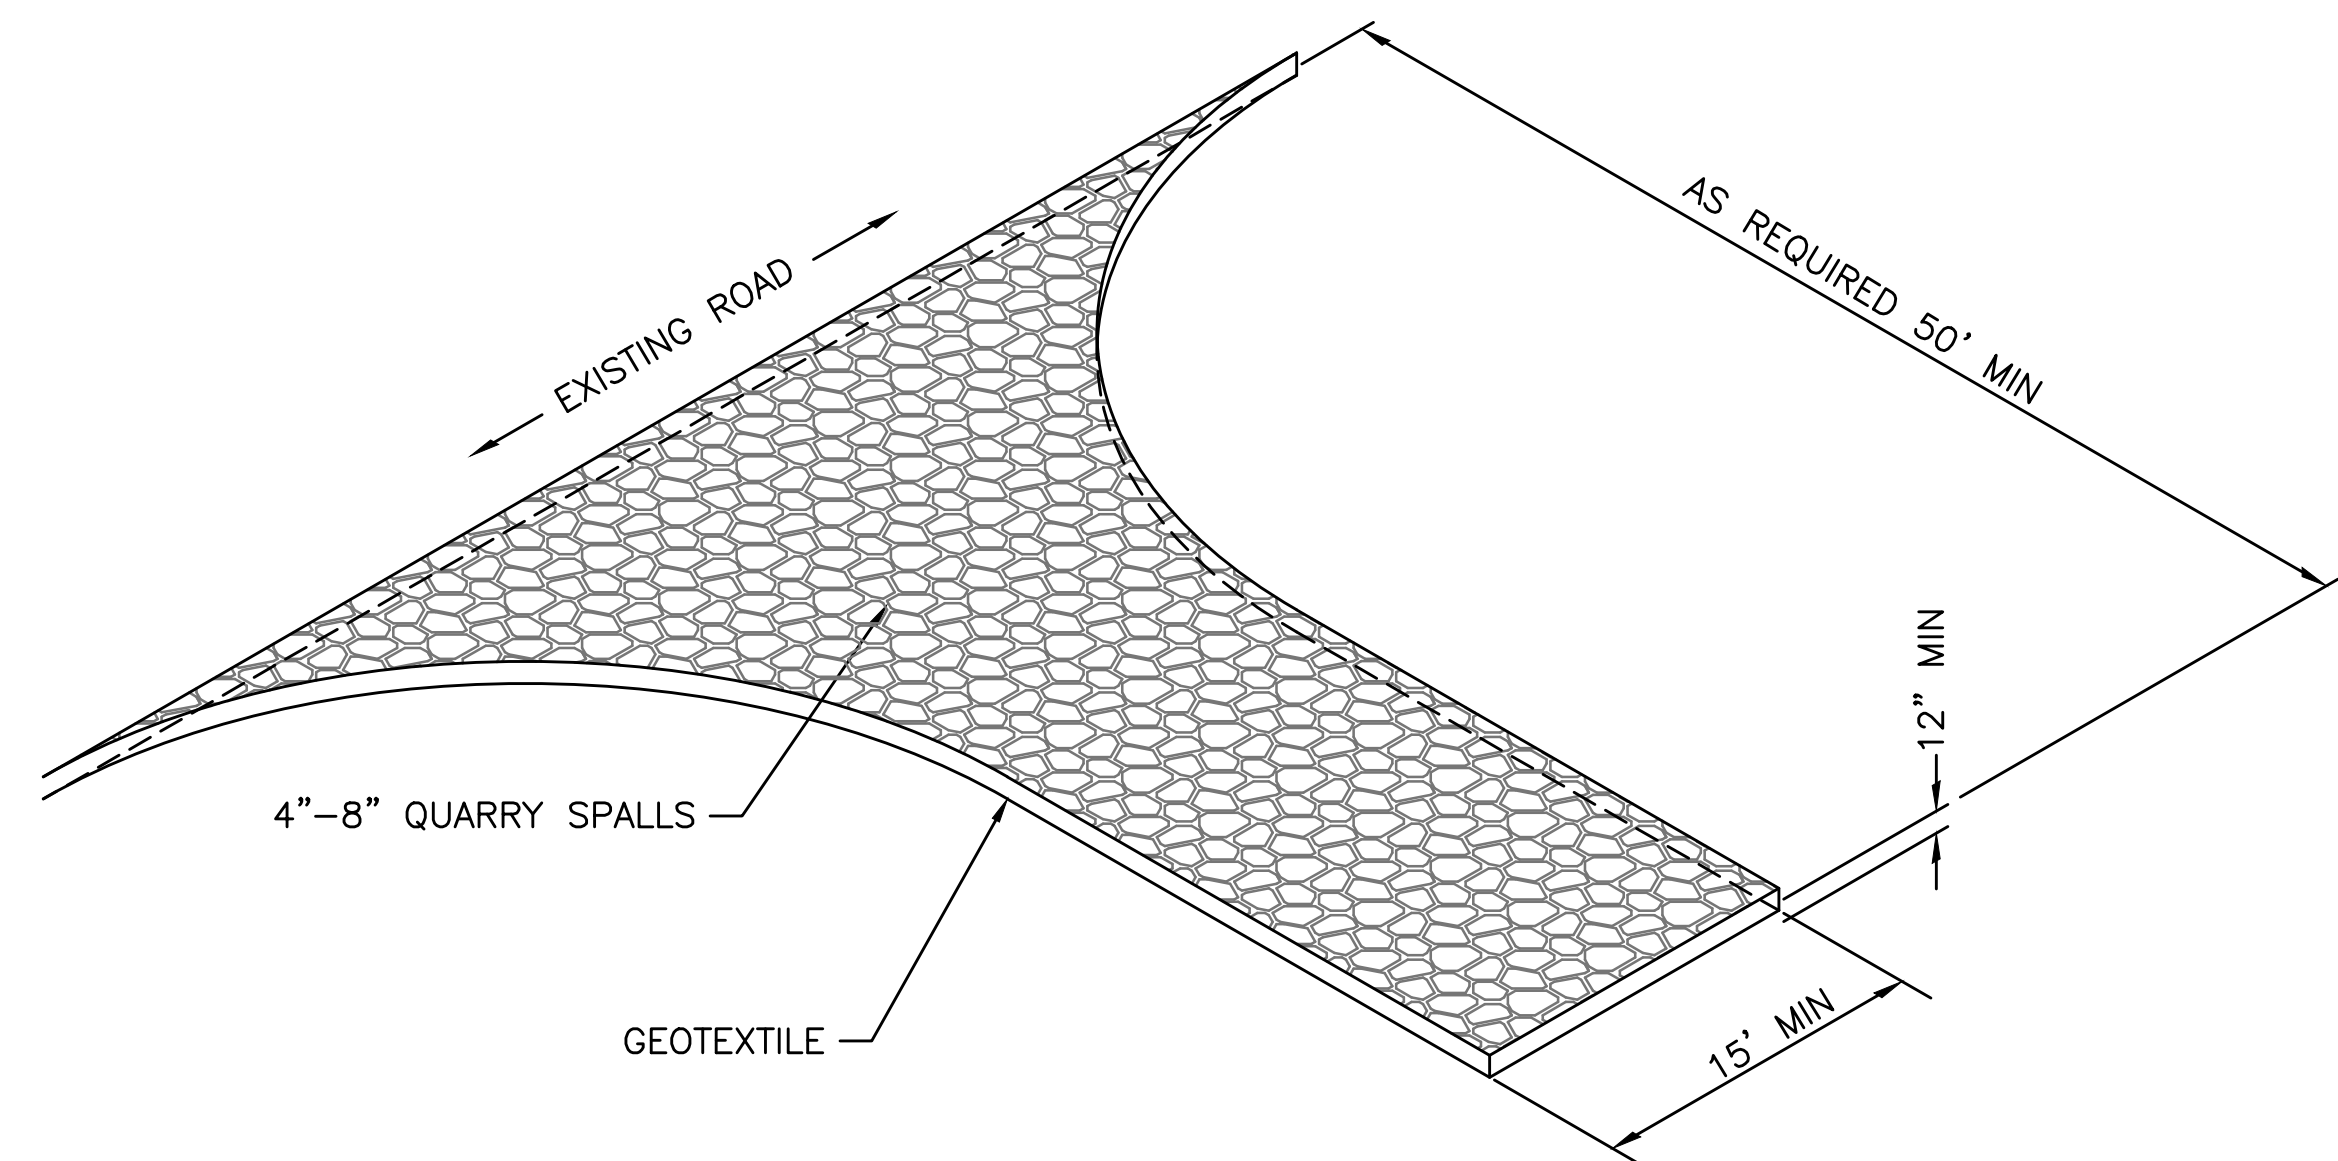 AS REQUIRED 50’ MIN
EXISTING ROAD
12” MIN
4”–8” QUARRY SPALLS
15’ MIN
GEOTEXTILE